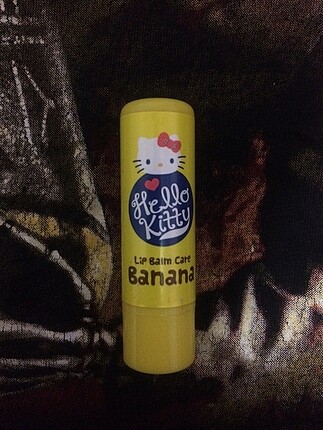 Hello
Kitty
Lip Balm Care
Banana